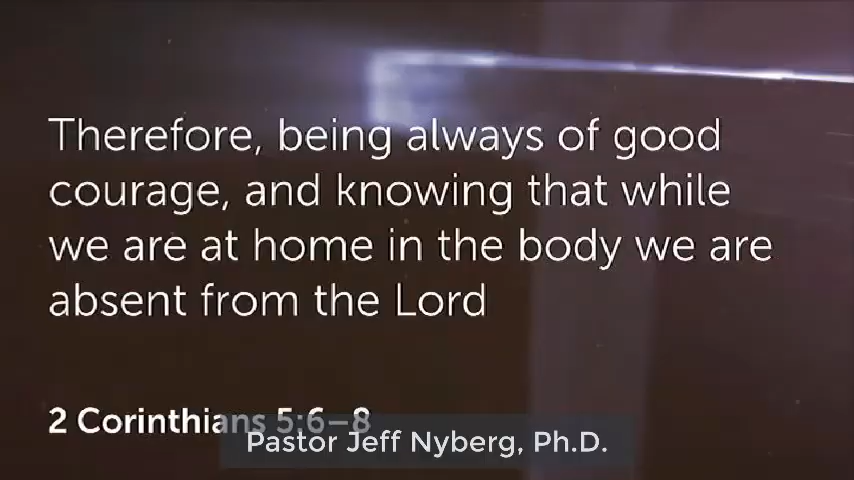 Therefore, being always of good
courage, and knowing that while
we are at home in the body we are
absent from the Lord
2 Corinthians 5:6–8
Pastor Jeff Nyberg, Ph.D.